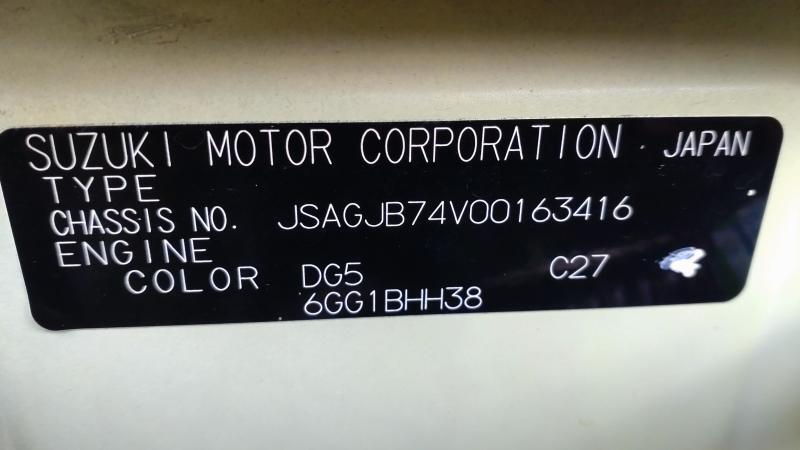 SUZUKI MOTOR CORPORATION JAPAN
TYPE
CHASSIS NO. JSAGJB74V00163416
ENGINE
COLOR DG5 C27
6GG1BHH38